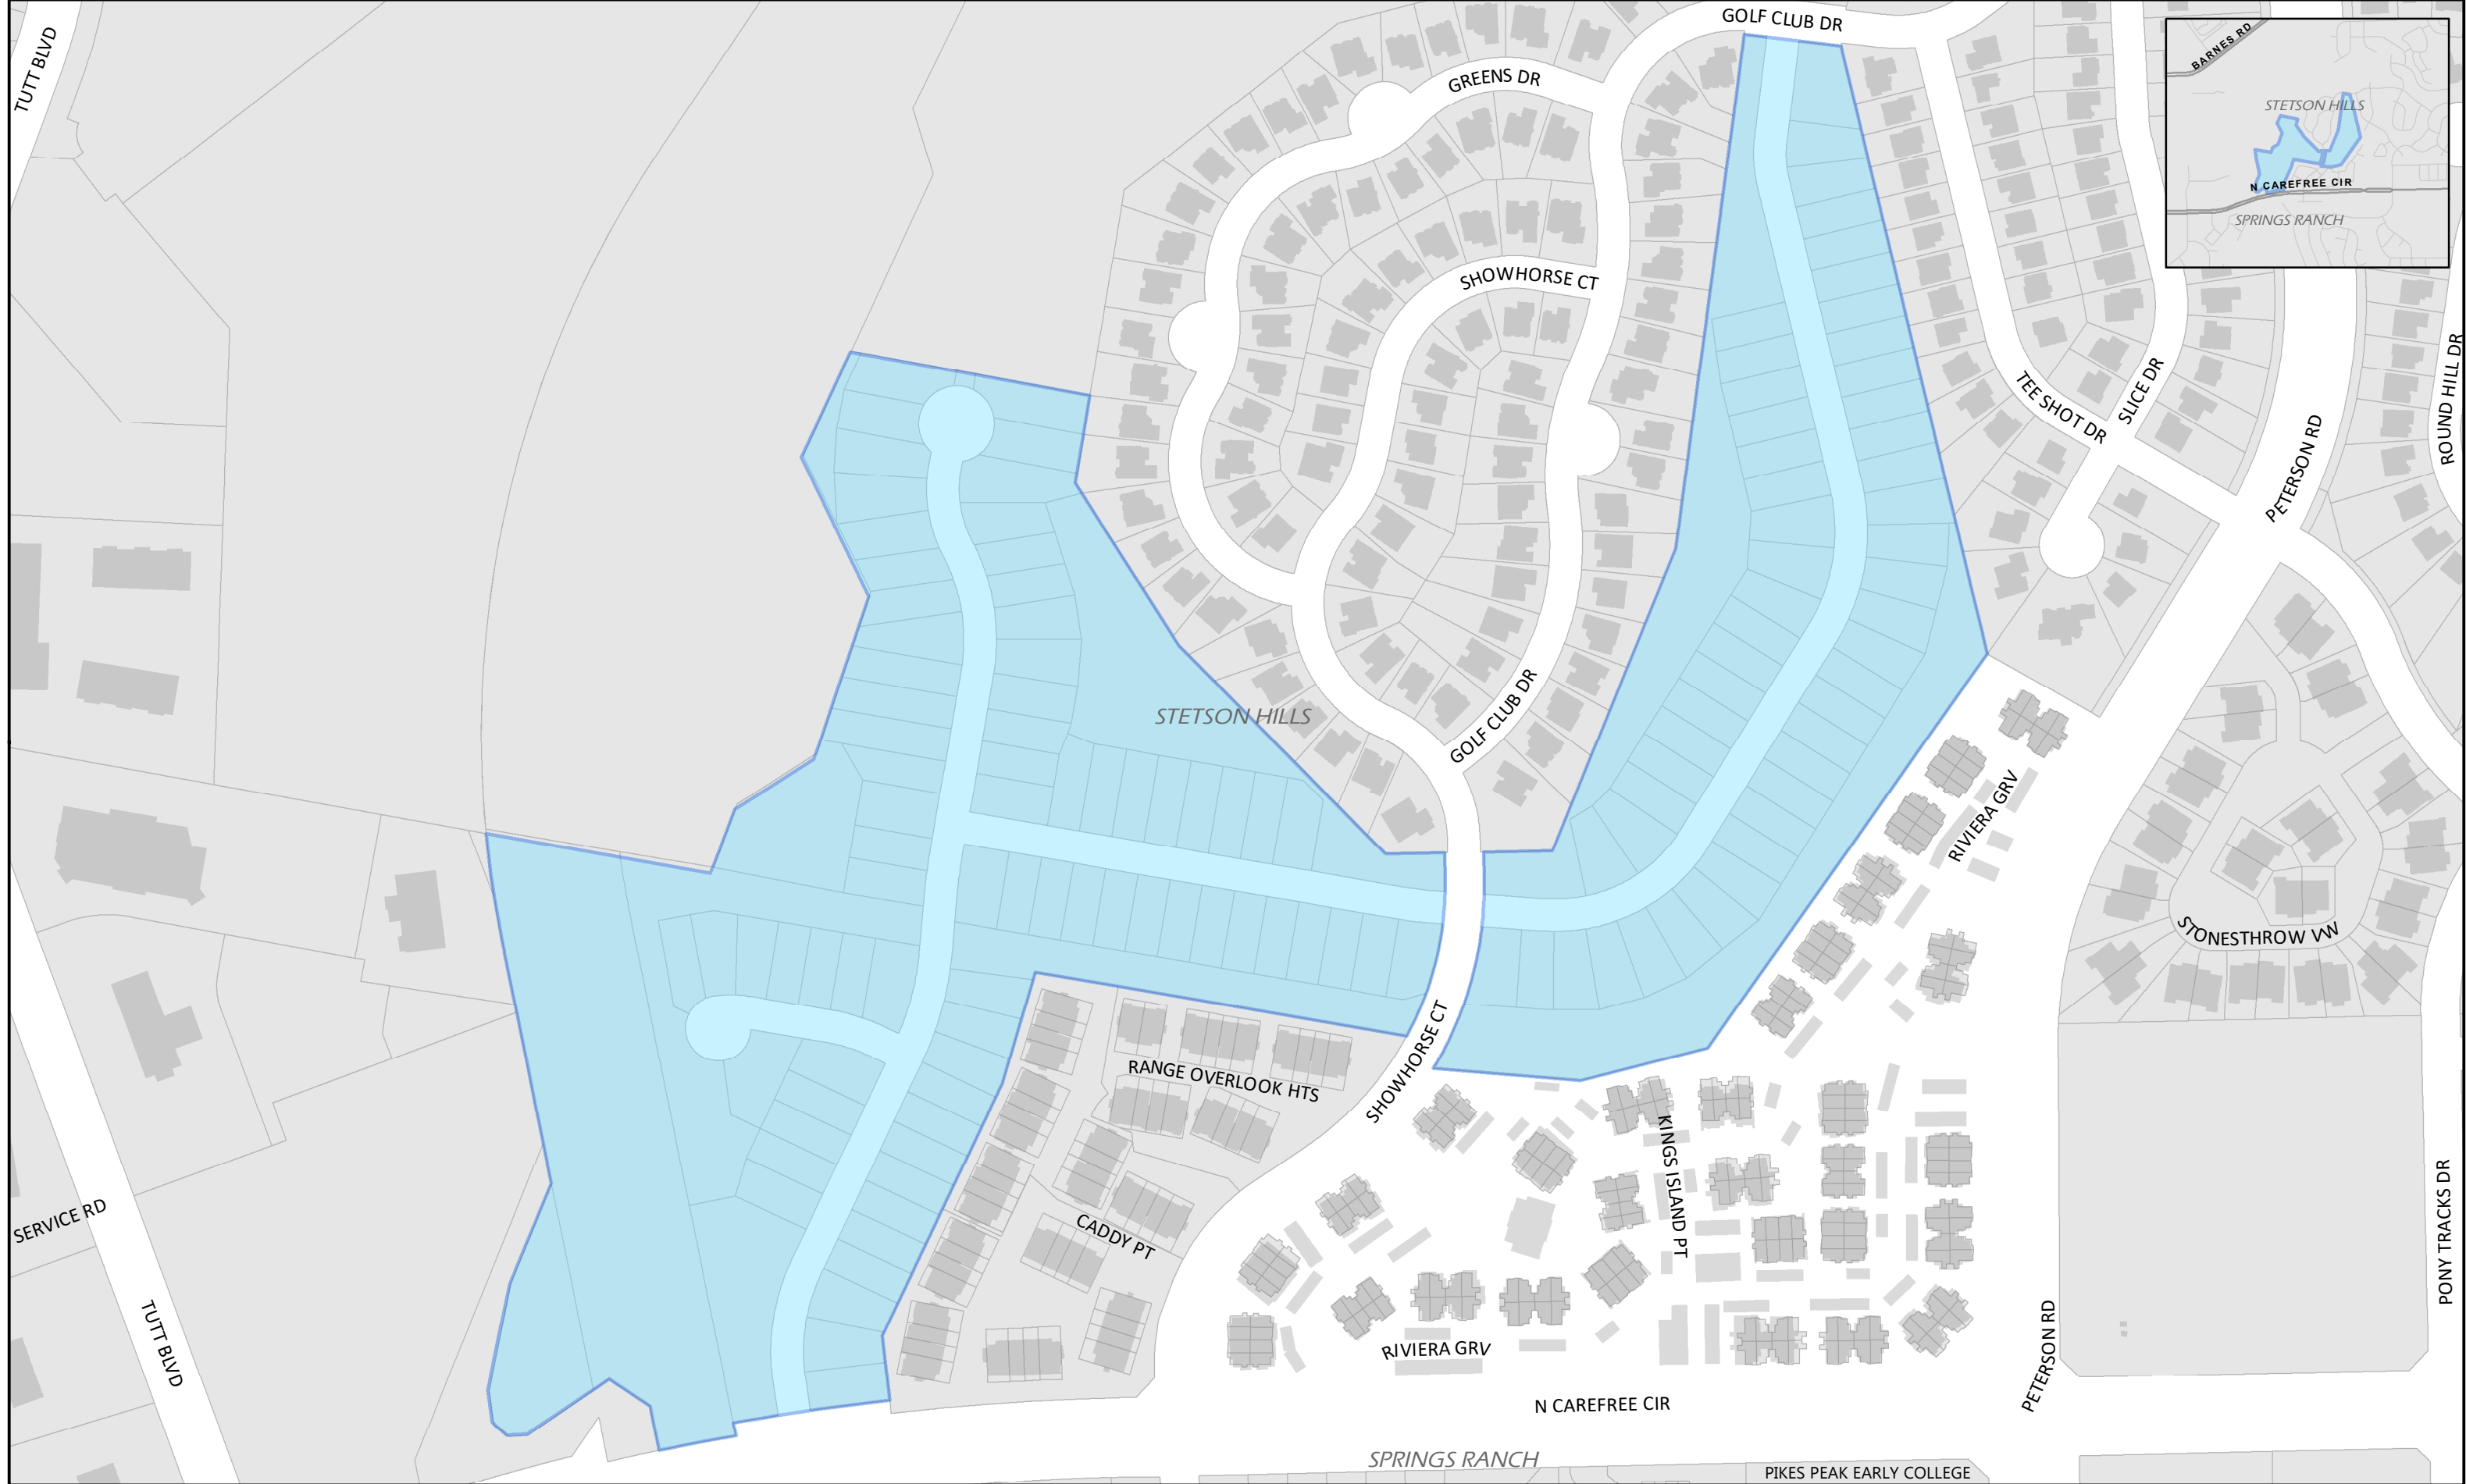 GOLF CLUB DR
TUTT BLVD
BARNES RD
GREENS DR
STETSON HILLS
N CAREFREE CIR
SPRINGS RANCH
SHOWHORSE CT
ROUND HILL DR
SLICE DR
TEE SHOT DR
PETERSON RD
STETSON HILLS
GOLF CLUB DR
RIVIERA GRV
STONESTHROW VW
SHOWHORSE CT
RANGE OVERLOOK HTS
KINGS ISLAND PT
SERVICE RD
CADDY PT
PONY TRACKS DR
TUTT BLVD
RIVIERA GRV
PETERSON RD
N CAREFREE CIR
SPRINGS RANCH
PIKES PEAK EARLY COLLEGE